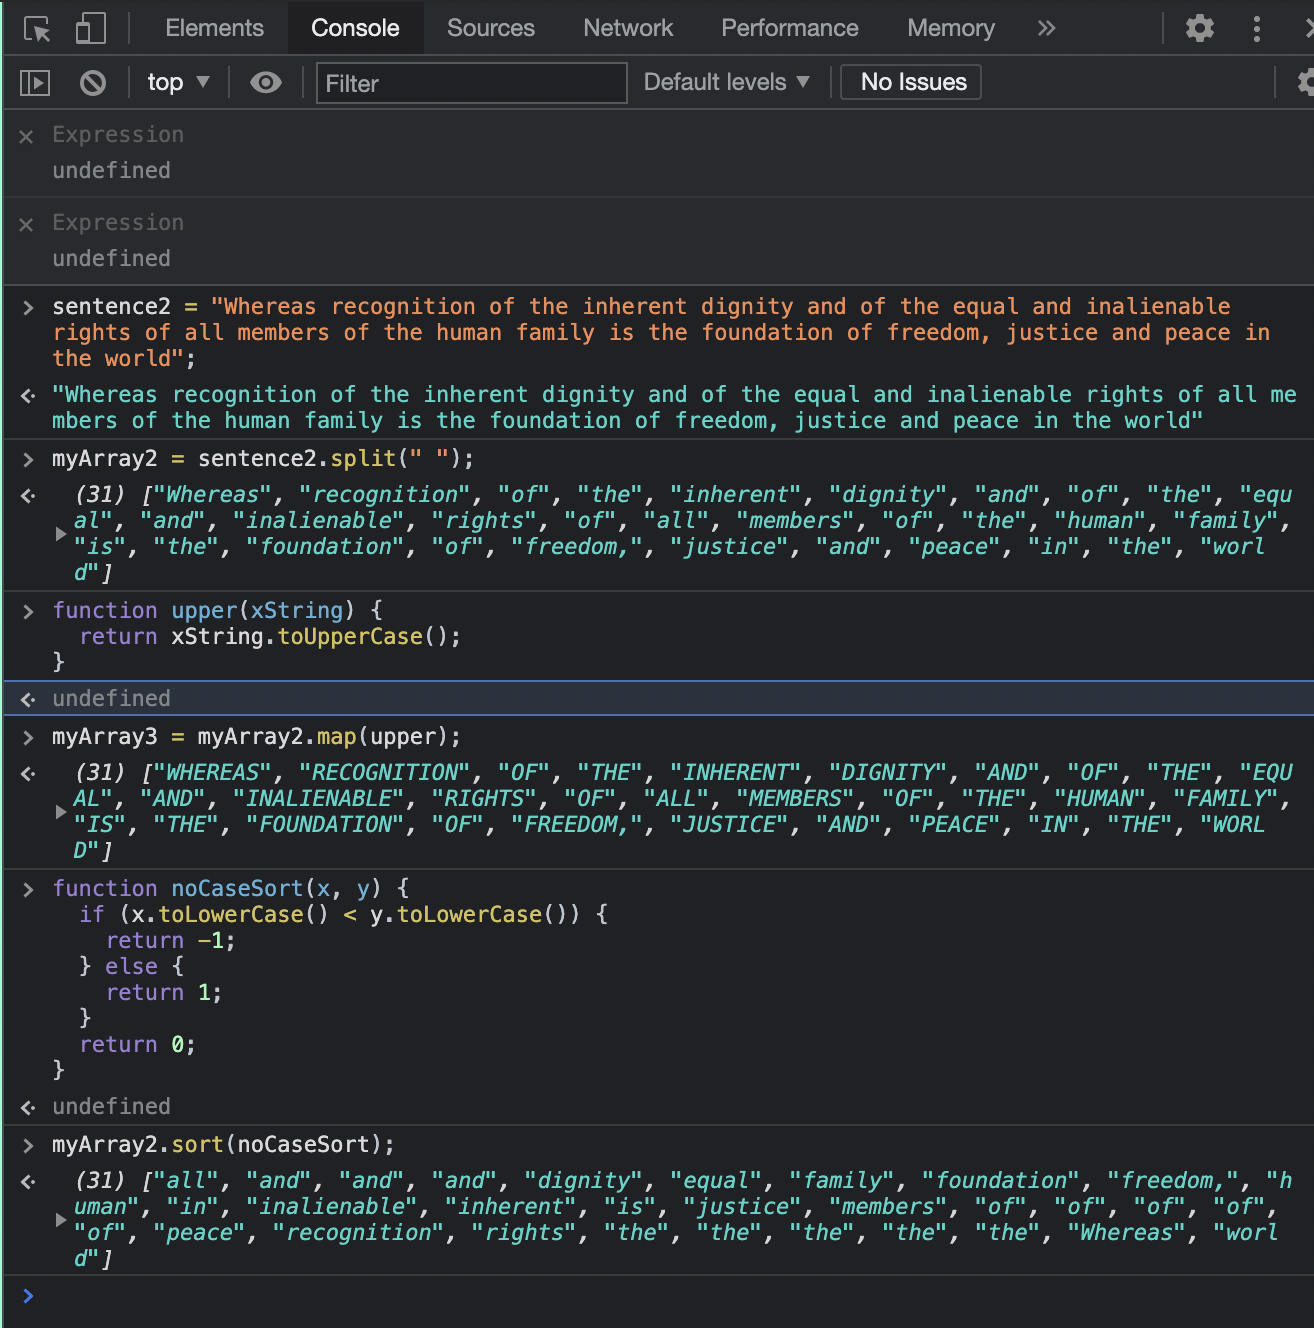 Elements Console Sources Network Performance Memory »
top ▼ Filter Default levels ▼ No Issues
× Expression
undefined
× Expression
undefined
> sentence2 = "Whereas recognition of the inherent dignity and of the equal and inalienable
rights of all members of the human family is the foundation of freedom, justice and peace in
the world";
"Whereas recognition of the inherent dignity and of the equal and inalienable rights of all me
mbers of the human family is the foundation of freedom, justice and peace in the world"
> myArray2 = sentence2.split(" ");
(31) ["Whereas", "recognition", "of", "the", "inherent", "dignity", "and", "of", "the", "equ
al", "and", "inalienable", "rights", "of", "all", "members", "of", "the", "human", "family",
"is", "the", "foundation", "of", "freedom,", "justice", "and", "peace", "in", "the", "worl
d"]
> function upper(xString) {
return xString.toUpperCase();
}
undefined
> myArray3 = myArray2.map(upper);
(31) ["WHEREAS", "RECOGNITION", "OF", "THE", "INHERENT", "DIGNITY", "AND", "OF", "THE", "EQU
AL", "AND", "INALIENABLE", "RIGHTS", "OF", "ALL", "MEMBERS", "OF", "THE", "HUMAN", "FAMILY",
"IS", "THE", "FOUNDATION", "OF", "FREEDOM,", "JUSTICE", "AND", "PEACE", "IN", "THE", "WORL
D"]
> function noCaseSort(x, y) {
if (x.toLowerCase() < y.toLowerCase()) {
return -1;
} else {
return 1;
}
return 0;
}
undefined
> myArray2.sort(noCaseSort);
(31) ["all", "and", "and", "and", "dignity", "equal", "family", "foundation", "freedom,", "h
uman", "in", "inalienable", "inherent", "is", "justice", "members", "of", "of", "of", "of",
"of", "peace", "recognition", "rights", "the", "the", "the", "the", "the", "Whereas", "worl
d"]
>